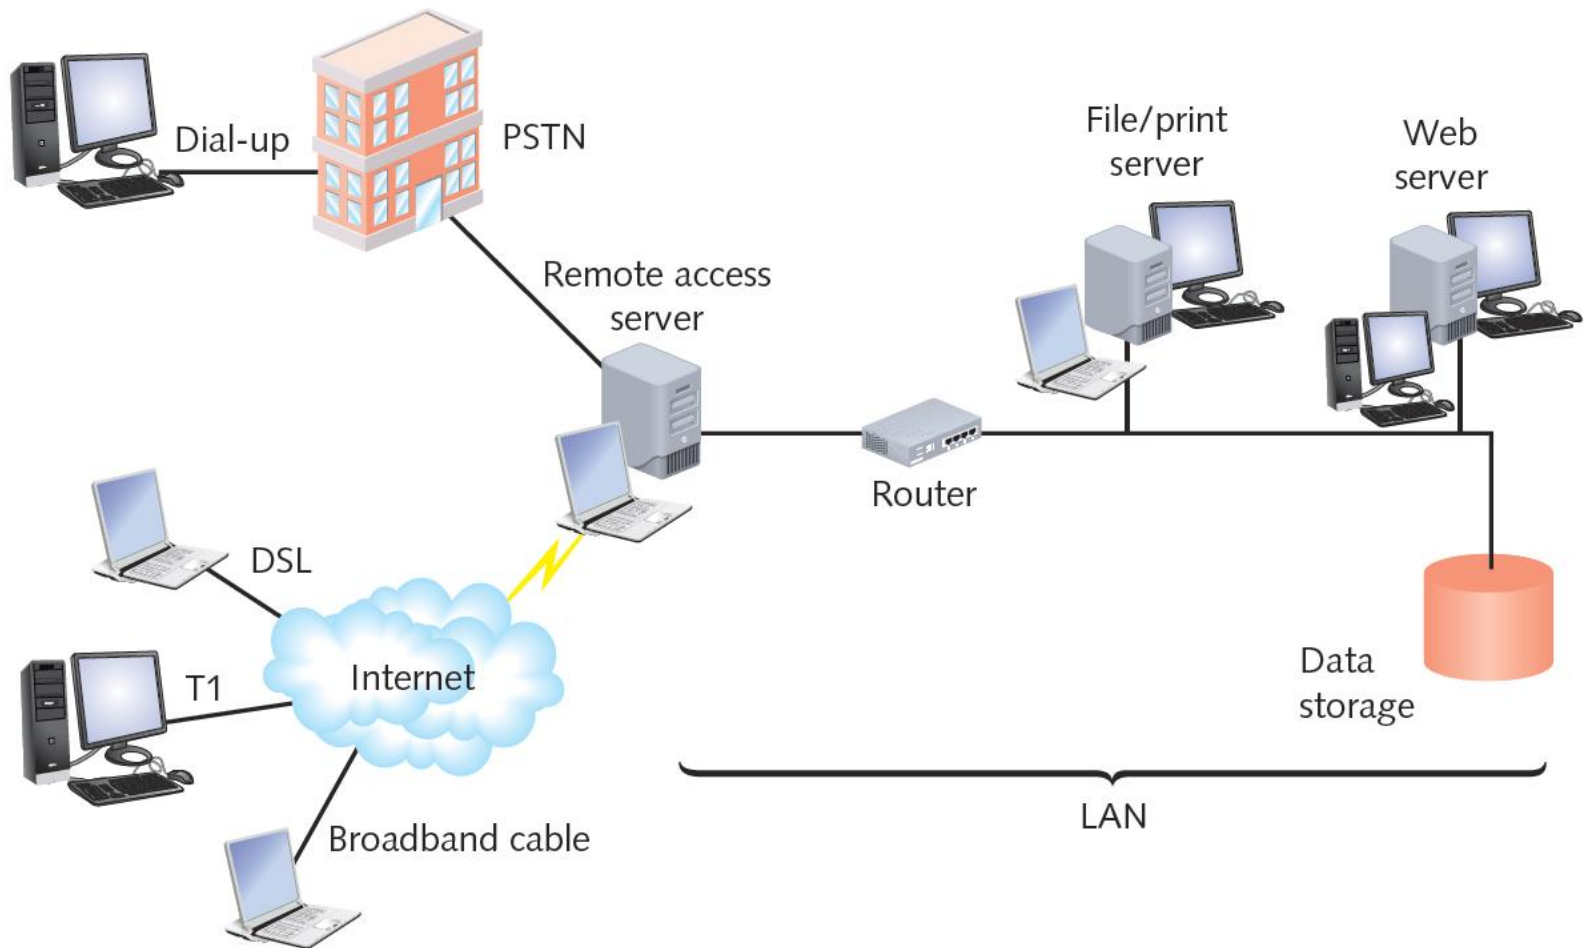 Dial-up
PSTN
File/print
server
Web
server
Remote access
server
Router
DSL
T1
Internet
Data
storage
LAN
Broadband cable